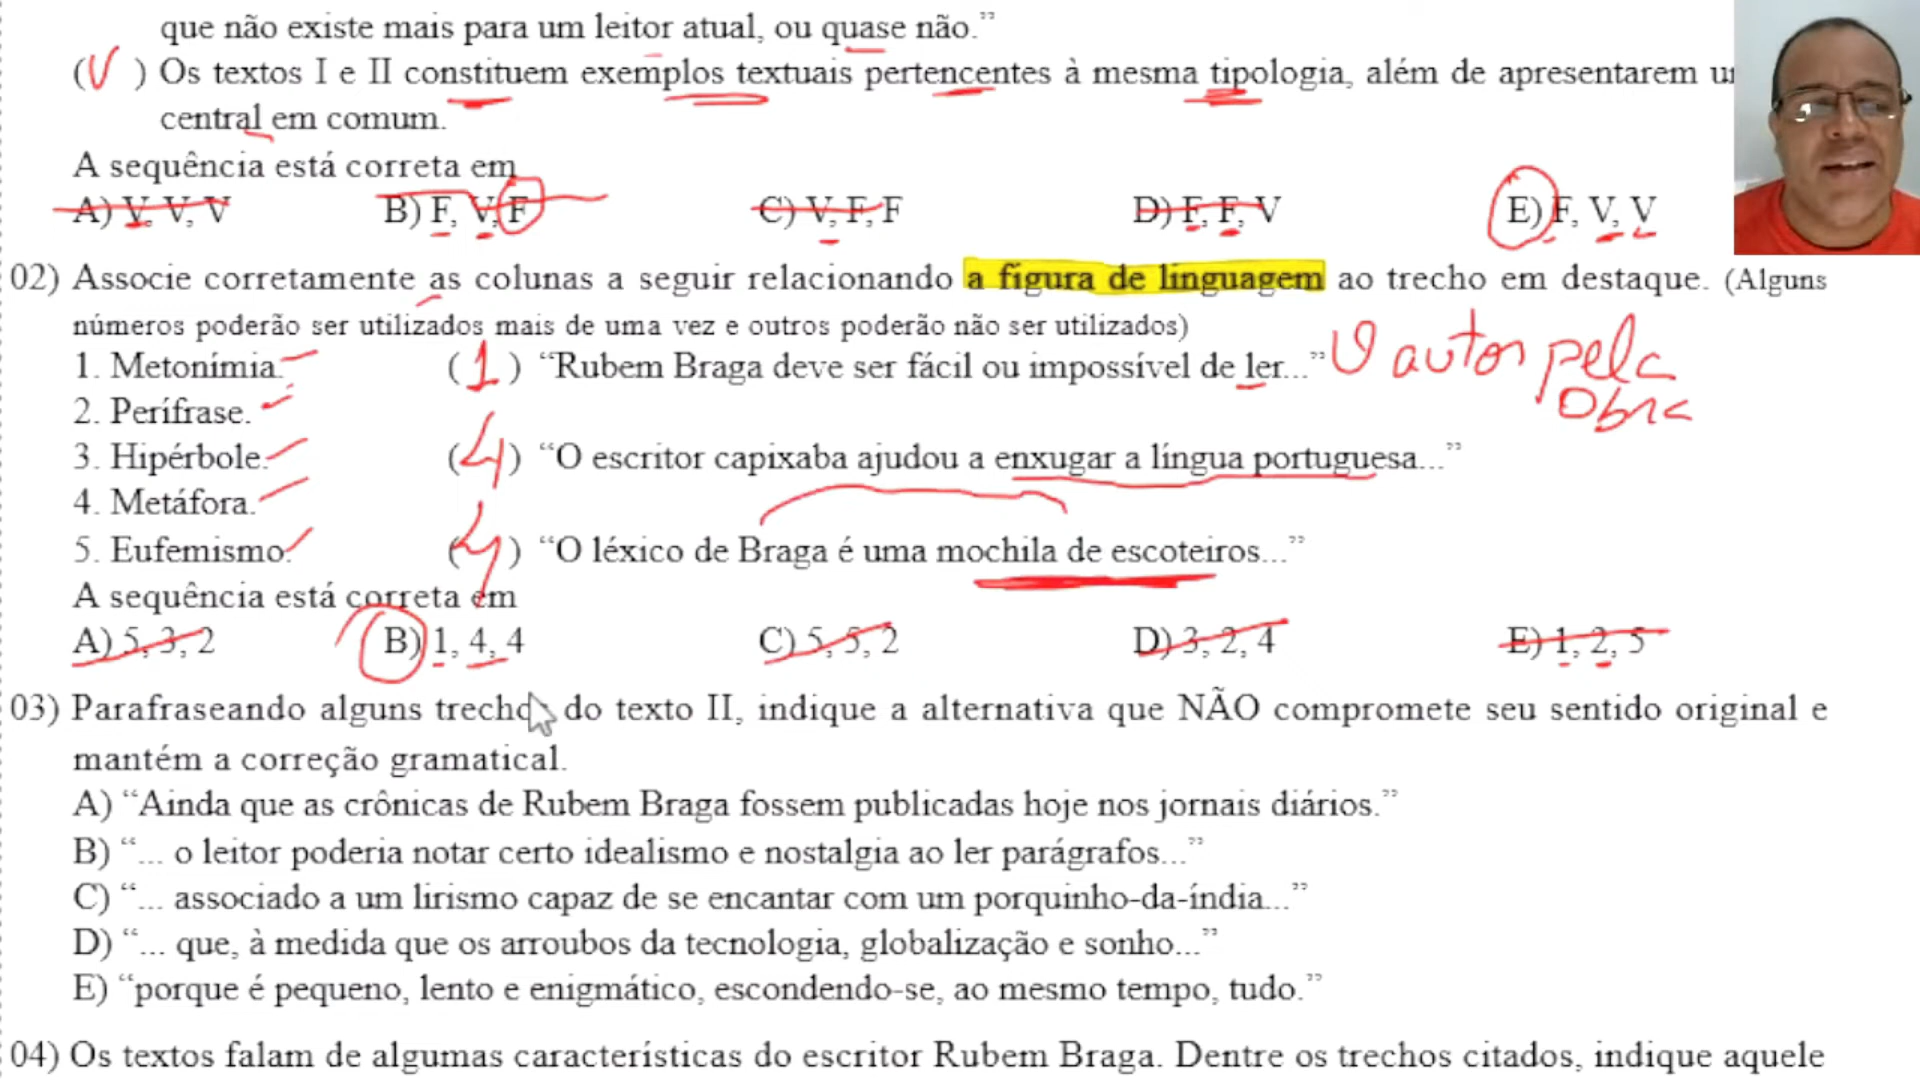 que não existe mais para um leitor atual, ou quase não.”
(V) Os textos I e II constituem exemplos textuais pertencentes à mesma tipologia, além de apresentarem
central em comum.
A sequência está correta em
A) V, V, V B) F, V, F C) V, F, F D) F, F, V E) F, V, V
02) Associe corretamente as colunas a seguir relacionando a figura de linguagem ao trecho em destaque. (Alguns
números poderão ser utilizados mais de uma vez e outros poderão não ser utilizados)
1. Metonímia. (1) “Rubem Braga deve ser fácil ou impossível de ler...” O autor pela
obra
2. Perífrase.
3. Hipérbole. (4) “O escritor capixaba ajudou a enxugar a língua portuguesa...”
4. Metáfora.
5. Eufemismo. (4) “O léxico de Braga é uma mochila de escoteiros...”
A sequência está correta em
A) 5, 3, 2 B) 1, 4, 4 C) 5, 5, 2 D) 3, 2, 4 E) 1, 2, 5
03) Parafraseando alguns trecho do texto II, indique a alternativa que NÃO compromete seu sentido original e
mantém a correção gramatical.
A) “Ainda que as crônicas de Rubem Braga fossem publicadas hoje nos jornais diários.”
B) “... o leitor poderia notar certo idealismo e nostalgia ao ler parágrafos...”
C) “... associado a um lirismo capaz de se encantar com um porquinho-da-índia...”
D) “... que, à medida que os arroubos da tecnologia, globalização e sonho...”
E) “porque é pequeno, lento e enigmático, escondendo-se, ao mesmo tempo, tudo.”
04) Os textos falam de algumas características do escritor Rubem Braga. Dentre os trechos citados, indique aquele